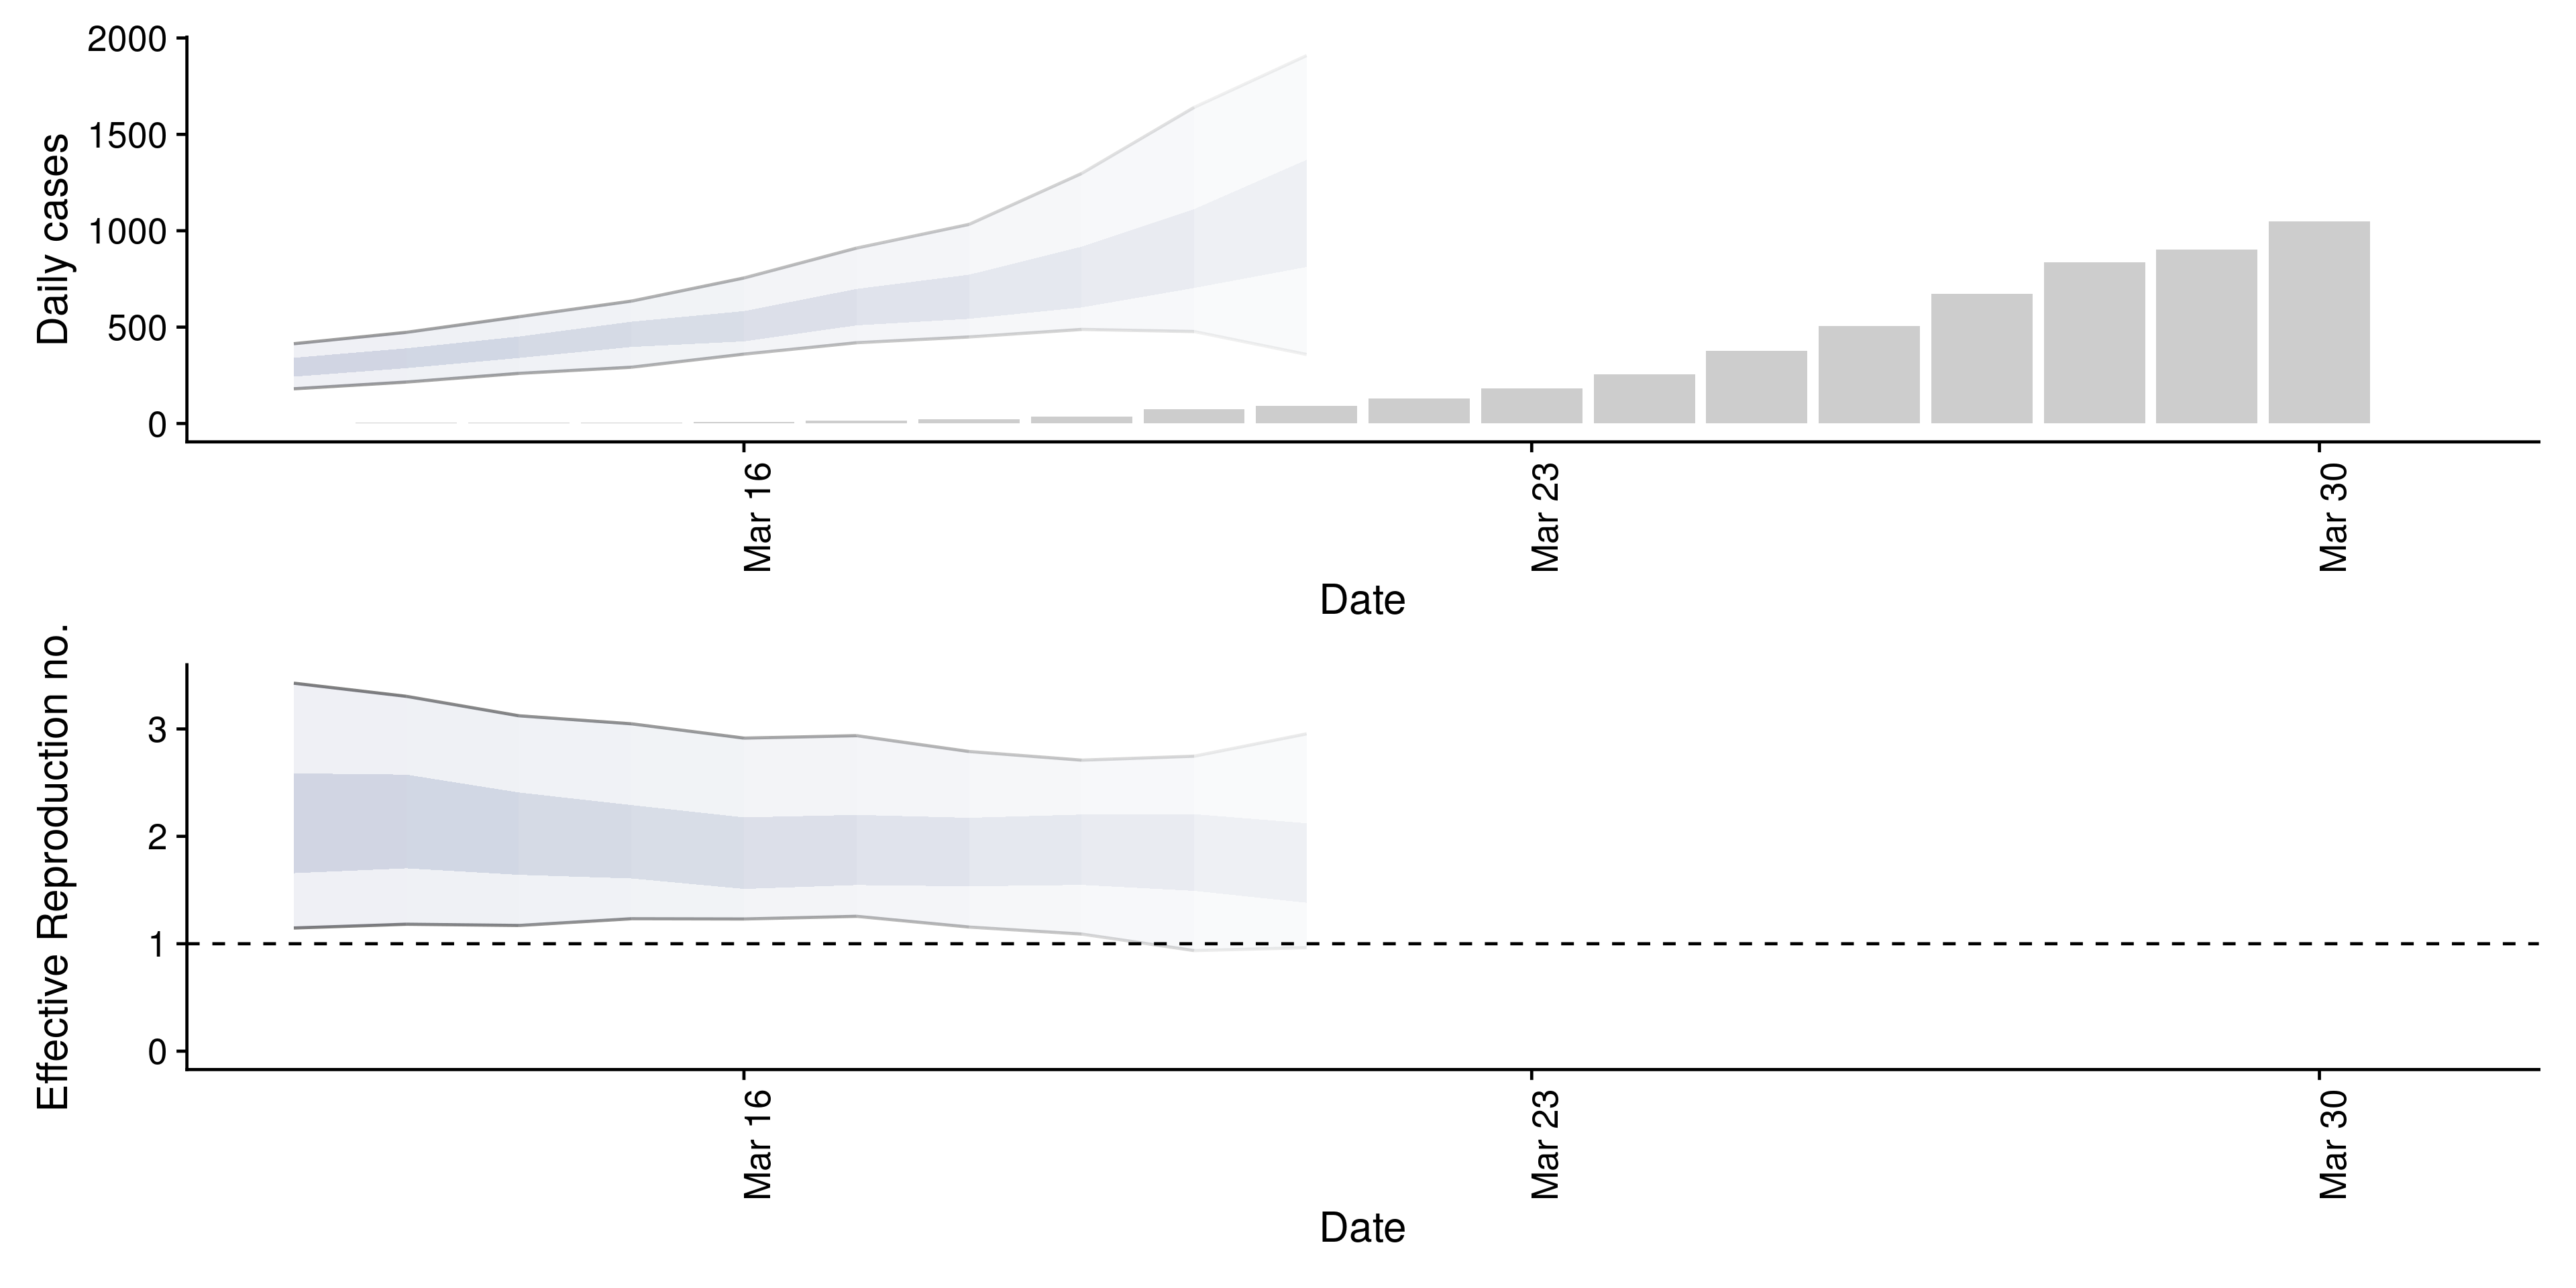 Daily cases
2000
1500
1000
500
0
Mar 16
Mar 23
Mar 30
Date
Effective Reproduction no.
3
2
1
0
Mar 16
Mar 23
Mar 30
Date